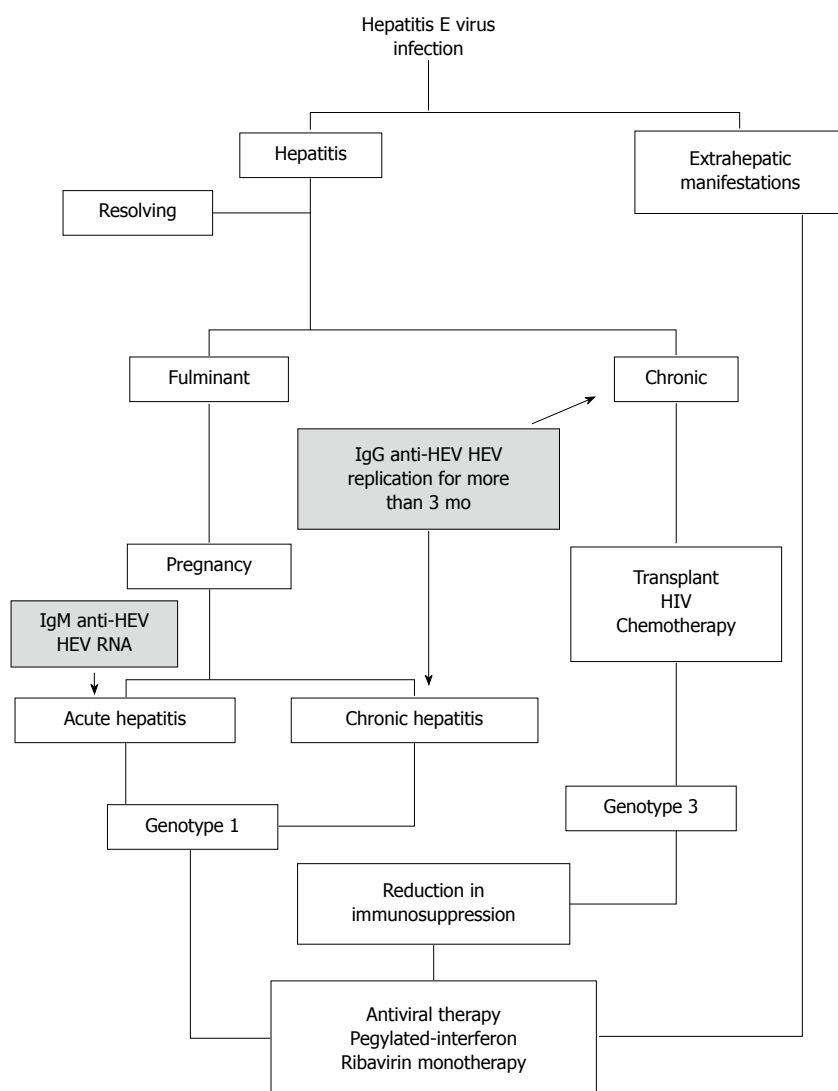 Hepatitis E virus
infection
Hepatitis
Extrahepatic
manifestations
Resolving
Fulminant
Chronic
IgG anti-HEV HEV
replication for more
than 3 mo
Pregnancy
Transplant
HIV
Chemotherapy
IgM anti-HEV
HEV RNA
Acute hepatitis
Chronic hepatitis
Genotype 1
Genotype 3
Reduction in
immunosuppression
Antiviral therapy
Pegylated-interferon
Ribavirin monotherapy